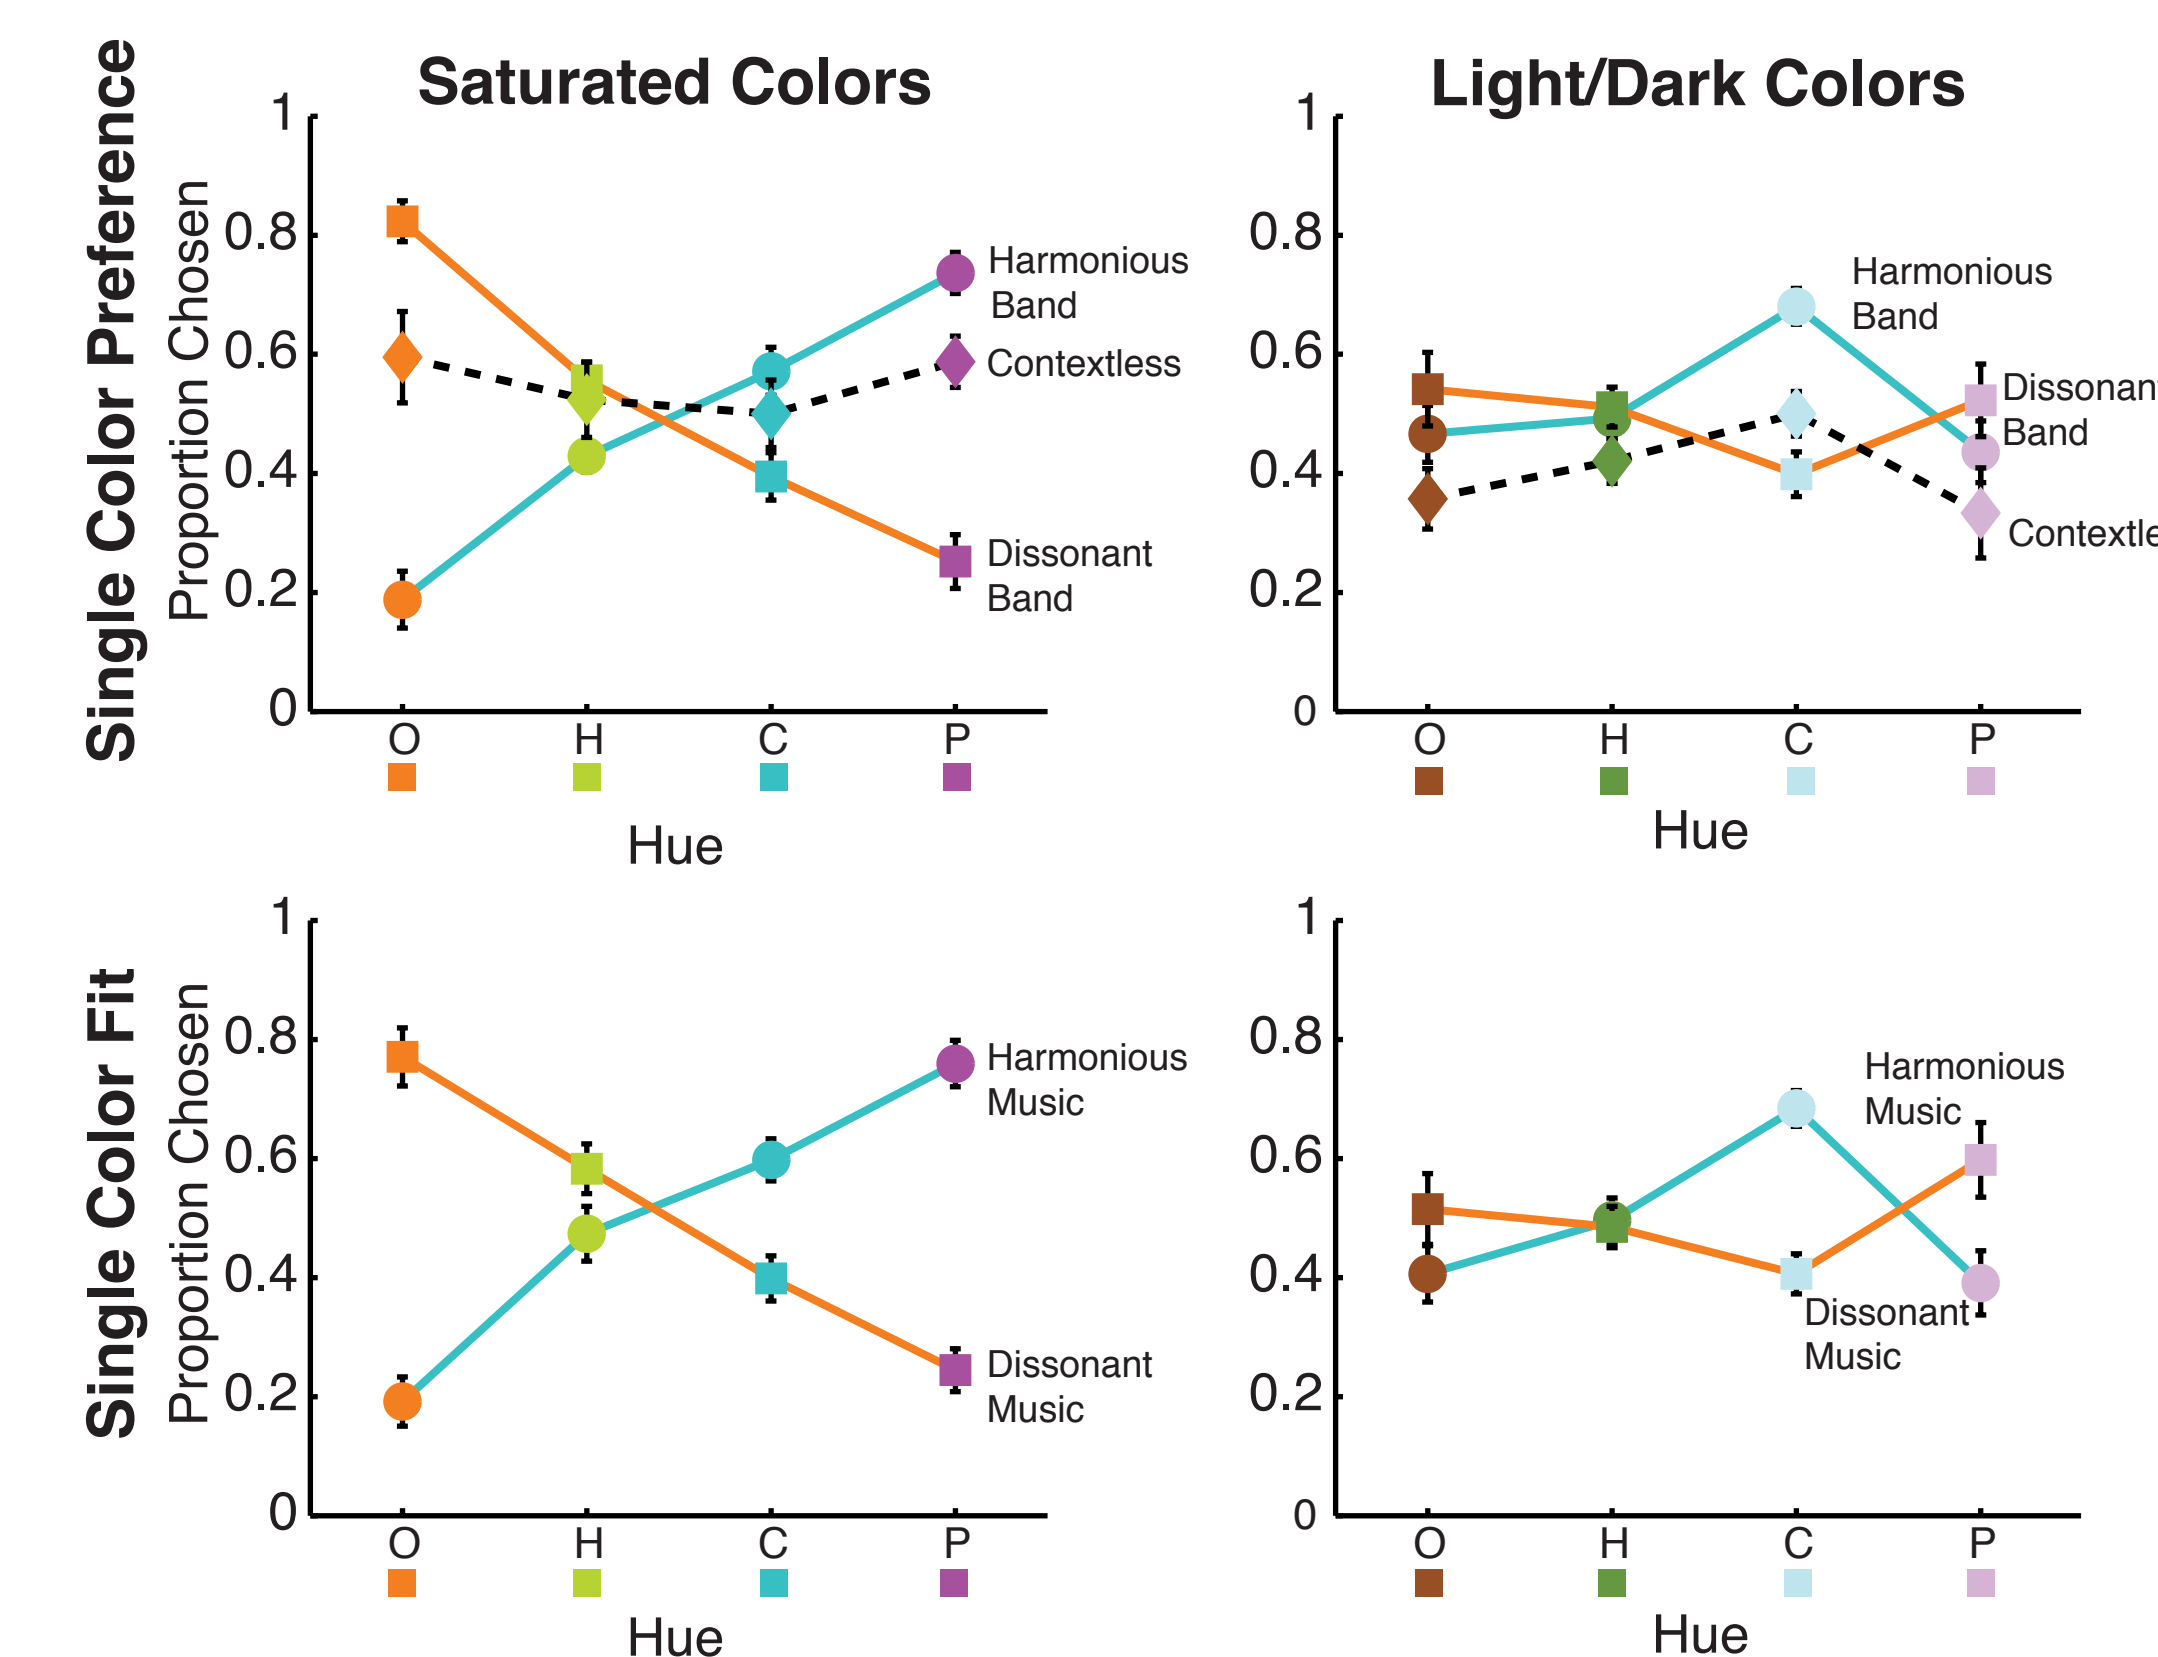 Saturated Colors
Light/Dark Colors
Single Color Preference
Proportion Chosen
1
0.8
0.6
0.4
0.2
0
Harmonious
Band
Contextless
Dissonant
Band
O H C P
Hue
1
0.8
0.6
0.4
0.2
0
Harmonious
Band
Dissonant
Band
Contextle
O H C P
Hue
Single Color Fit
Proportion Chosen
1
0.8
0.6
0.4
0.2
0
Harmonious
Music
Dissonant
Music
O H C P
Hue
1
0.8
0.6
0.4
0.2
0
Harmonious
Music
Dissonant
Music
O H C P
Hue